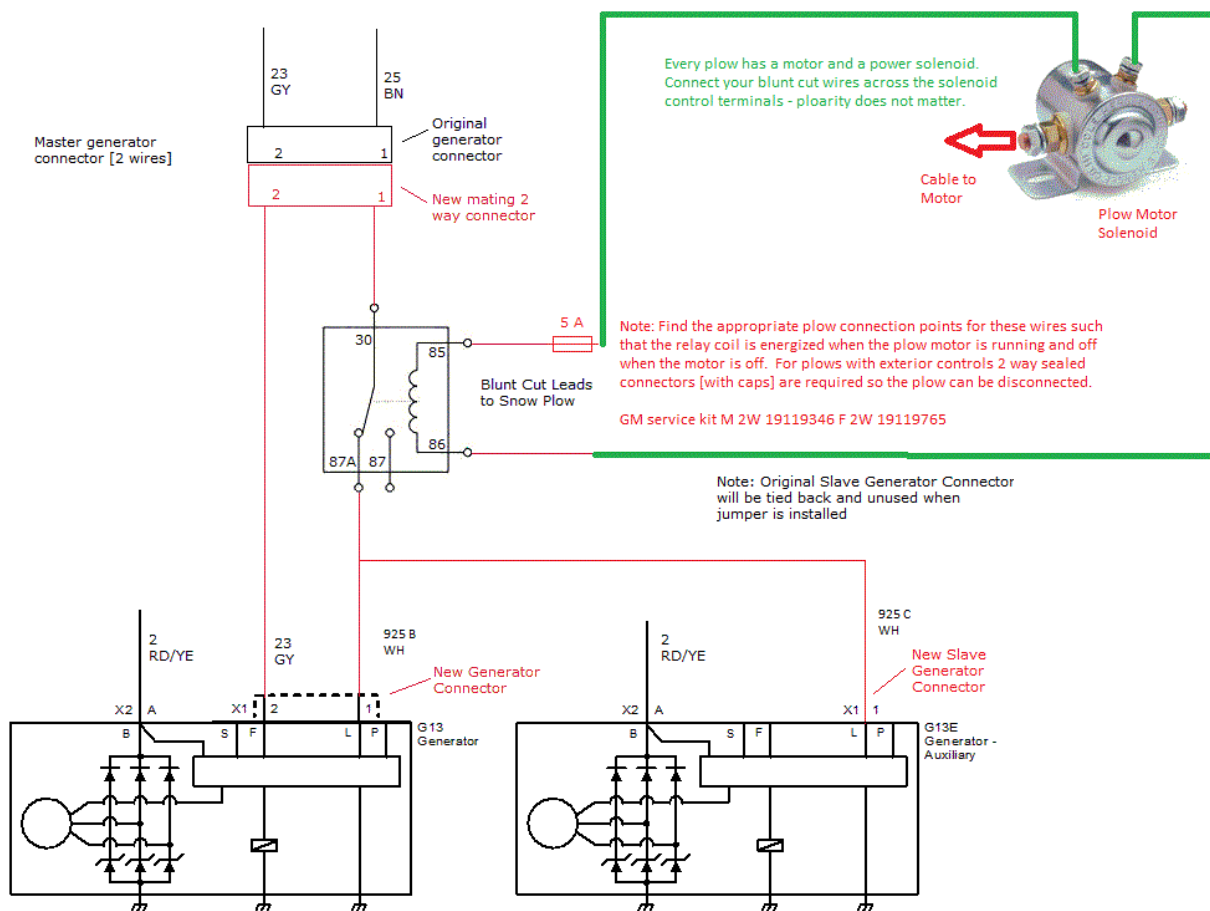 Every plow has a motor and a power solenoid.
Connect your blunt cut wires across the solenoid
control terminals - ploarity does not matter.
23
GY
25
BN
Master generator
connector [2 wires]
2
1
Original
generator
connector
2
1
New mating 2
way connector
Cable to
Motor
Plow Motor
Solenoid
30
85
86
87A
87
5 A
Blunt Cut Leads
to Snow Plow
Note: Find the appropriate plow connection points for these wires such
that the relay coil is energized when the plow motor is running and off
when the motor is off. For plows with exterior controls 2 way sealed
connectors [with caps] are required so the plow can be disconnected.
GM service kit M 2W 19119346 F 2W 19119765
Note: Original Slave Generator Connector
will be tied back and unused when
jumper is installed
2
RD/YE
23
GY
925 B
WH
New Generator
Connector
X2
A
X1
2
1
B
S
F
L
P
G13
Generator
2
RD/YE
925 C
WH
New Slave
Generator
Connector
X2
A
X1
1
B
S
F
L
P
G13E
Generator -
Auxiliary